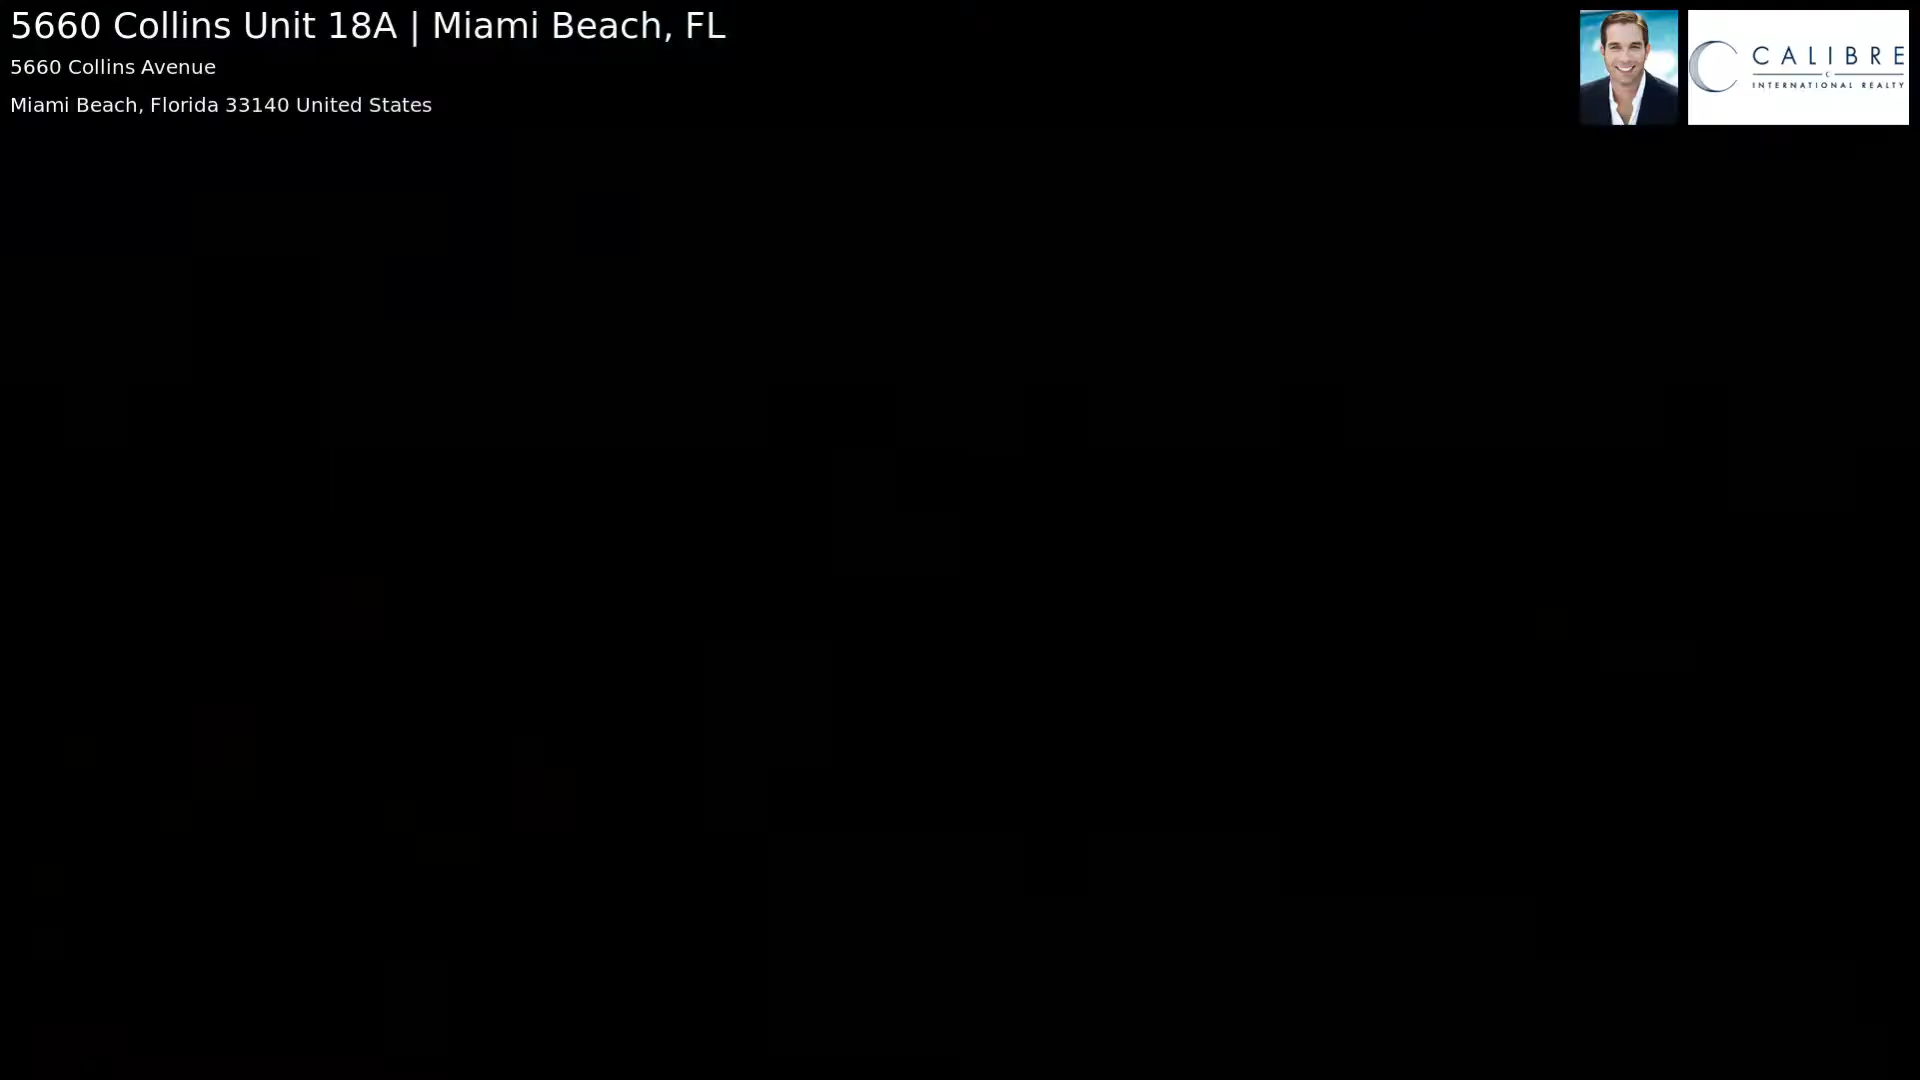 5660 Collins Unit 18A | Miami Beach, FL
5660 Collins Avenue
Miami Beach, Florida 33140 United States
CALIBRE
C
INTERNATIONAL REALTY